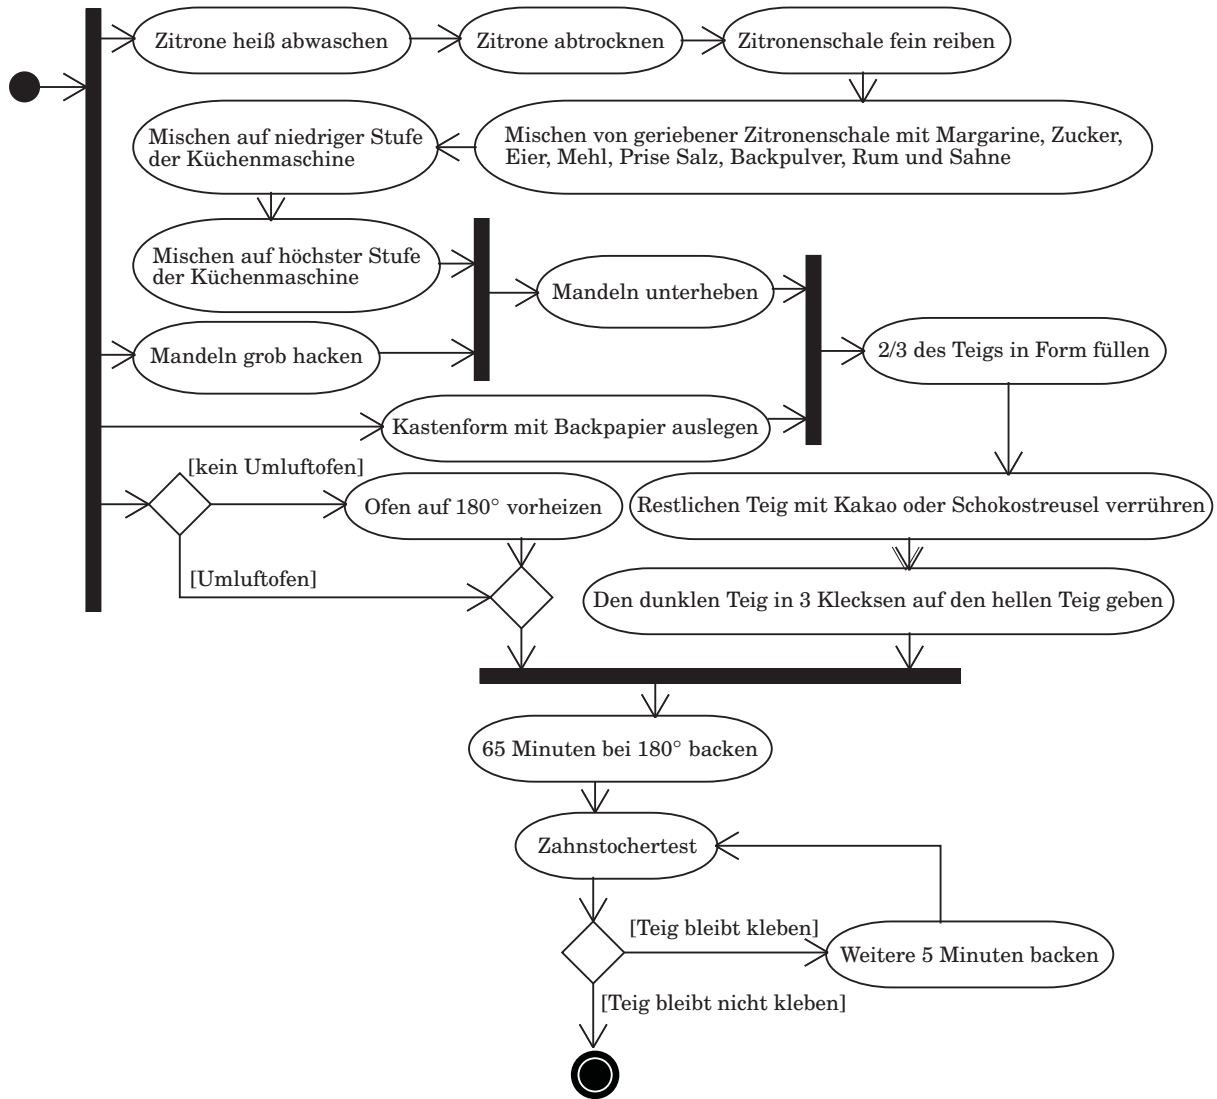 Zitrone heiß abwaschen
Zitrone abtrocknen
Zitronenschale fein reiben
Mischen von geriebener Zitronenschale mit Margarine, Zucker,
Eier, Mehl, Prise Salz, Backpulver, Rum und Sahne
Mischen auf niedriger Stufe
der Küchenmaschine
Mischen auf höchster Stufe
der Küchenmaschine
Mandeln unterheben
Mandeln grob hacken
2/3 des Teigs in Form füllen
Kastenform mit Backpapier auslegen
[kein Umluftofen]
Ofen auf 180° vorheizen
Restlichen Teig mit Kakao oder Schokostreusel verrühren
[Umluftofen]
Den dunklen Teig in 3 Klecksen auf den hellen Teig geben
65 Minuten bei 180° backen
Zahnstochertest
[Teig bleibt kleben]
Weitere 5 Minuten backen
[Teig bleibt nicht kleben]